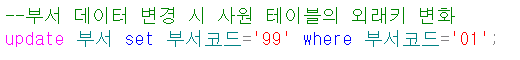 --부서 데이터 변경 시 사원 테이블의 외래키 변화
update 부서 set 부서코드='99' where 부서코드='01';